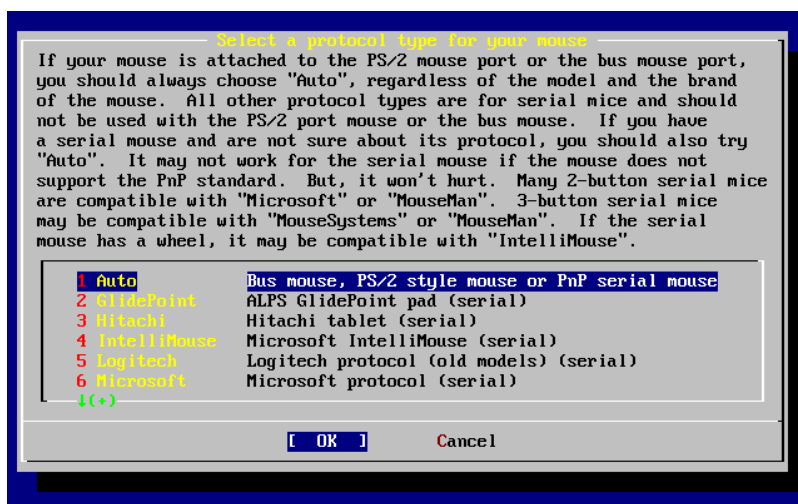 Select a protocol type for your mouse
If your mouse is attached to the PS/2 mouse port or the bus mouse port,
you should always choose "Auto", regardless of the model and the brand
of the mouse.  All other protocol types are for serial mice and should
not be used with the PS/2 port mouse or the bus mouse.  If you have
a serial mouse and are not sure about its protocol, you should also try
"Auto".  It may not work for the serial mouse if the mouse does not
support the PnP standard.  But, it won't hurt.  Many 2-button serial mice
are compatible with "Microsoft" or "MouseMan".  3-button serial mice
may be compatible with "MouseSystems" or "MouseMan".  If the serial
mouse has a wheel, it may be compatible with "IntelliMouse".
1 Auto Bus mouse, PS/2 style mouse or PnP serial mouse
2 GlidePoint ALPS GlidePoint pad (serial)
3 Hitachi Hitachi tablet (serial)
4 IntelliMouse Microsoft IntelliMouse (serial)
5 Logitech Logitech protocol (old models) (serial)
6 Microsoft Microsoft protocol (serial)
↓(+)
[ OK ] Cancel